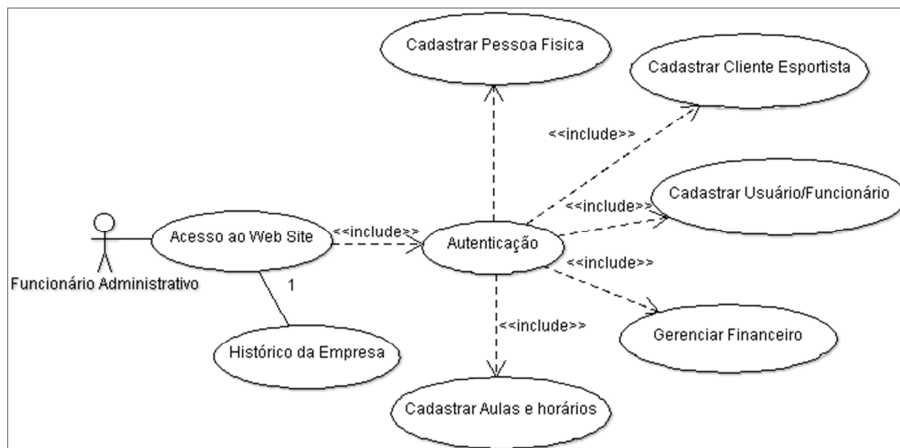 Cadastrar Pessoa Fisica
Cadastrar Cliente Esportista
<<include>>
Cadastrar Usuário/Funcionário
<<include>>
Acesso ao Web Site
<<include>>
Autenticação
Funcionário Administrativo
1
<<include>>
<<include>>
Gerenciar Financeiro
Histórico da Empresa
Cadastrar Aulas e horários